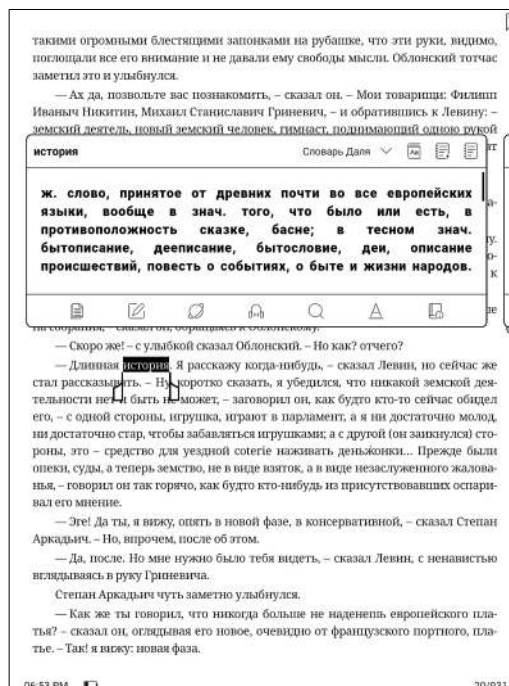 такими огромными блестящими запонками на рубашке, что эти руки, видимо,
поглощали все его внимание и не давали ему свободы мысли. Облонский тотчас
заметил это и улыбнулся.
— Ах да, позвольте вас познакомить, – сказал он. – Мои товарищи: Филипп
Иваныч Никитин, Михаил Станиславич Гриневич, – и обратившись к Левину: –
земский деятель, новый земский человек, гимнаст, поднимающий одною рукой
история
Словарь Даля
ж. слово, принятое от древних почти во все европейских
языки, вообще в знач. того, что было или есть, в
противоположность сказке, басне; в тесном знач.
бытописание, дееписание, бытословие, деи, описание
происшествий, повесть о событиях, о быте и жизни народов.
на собрания, – сказал он, обращаясь к Облонскому.
— Скоро же! – с улыбкой сказал Облонский. – Но как? отчего?
— Длинная история. Я расскажу когда-нибудь, – сказал Левин, но сейчас же
стал рассказывать. – Ну, коротко сказать, я убедился, что никакой земской дея-
тельности нет и быть не может, – заговорил он, как будто кто-то сейчас обидел
его, – с одной стороны, игрушка, играют в парламент, а я ни достаточно молод,
ни достаточно стар, чтобы забавляться игрушками; а с другой (он заикнулся) сто-
роны, это – средство для уездной coterie наживать деньжонки... Прежде были
опеки, суды, а теперь земство, не в виде взяток, а в виде незаслуженного жалова-
нья, – говорил он так горячо, как будто кто-нибудь из присутствовавших оспари-
вал его мнение.
— Эге! Да ты, я вижу, опять в новой фазе, в консервативной, – сказал Степан
Аркадьич. – Но, впрочем, после об этом.
— Да, после. Но мне нужно было тебя видеть, – сказал Левин, с ненавистью
вглядываясь в руку Гриневича.
Степан Аркадьич чуть заметно улыбнулся.
— Как же ты говорил, что никогда больше не наденешь европейского пла-
тья? – сказал он, оглядывая его новое, очевидно от французского портного, пла-
тье. – Так! я вижу: новая фаза.
06:53 PM
20/931